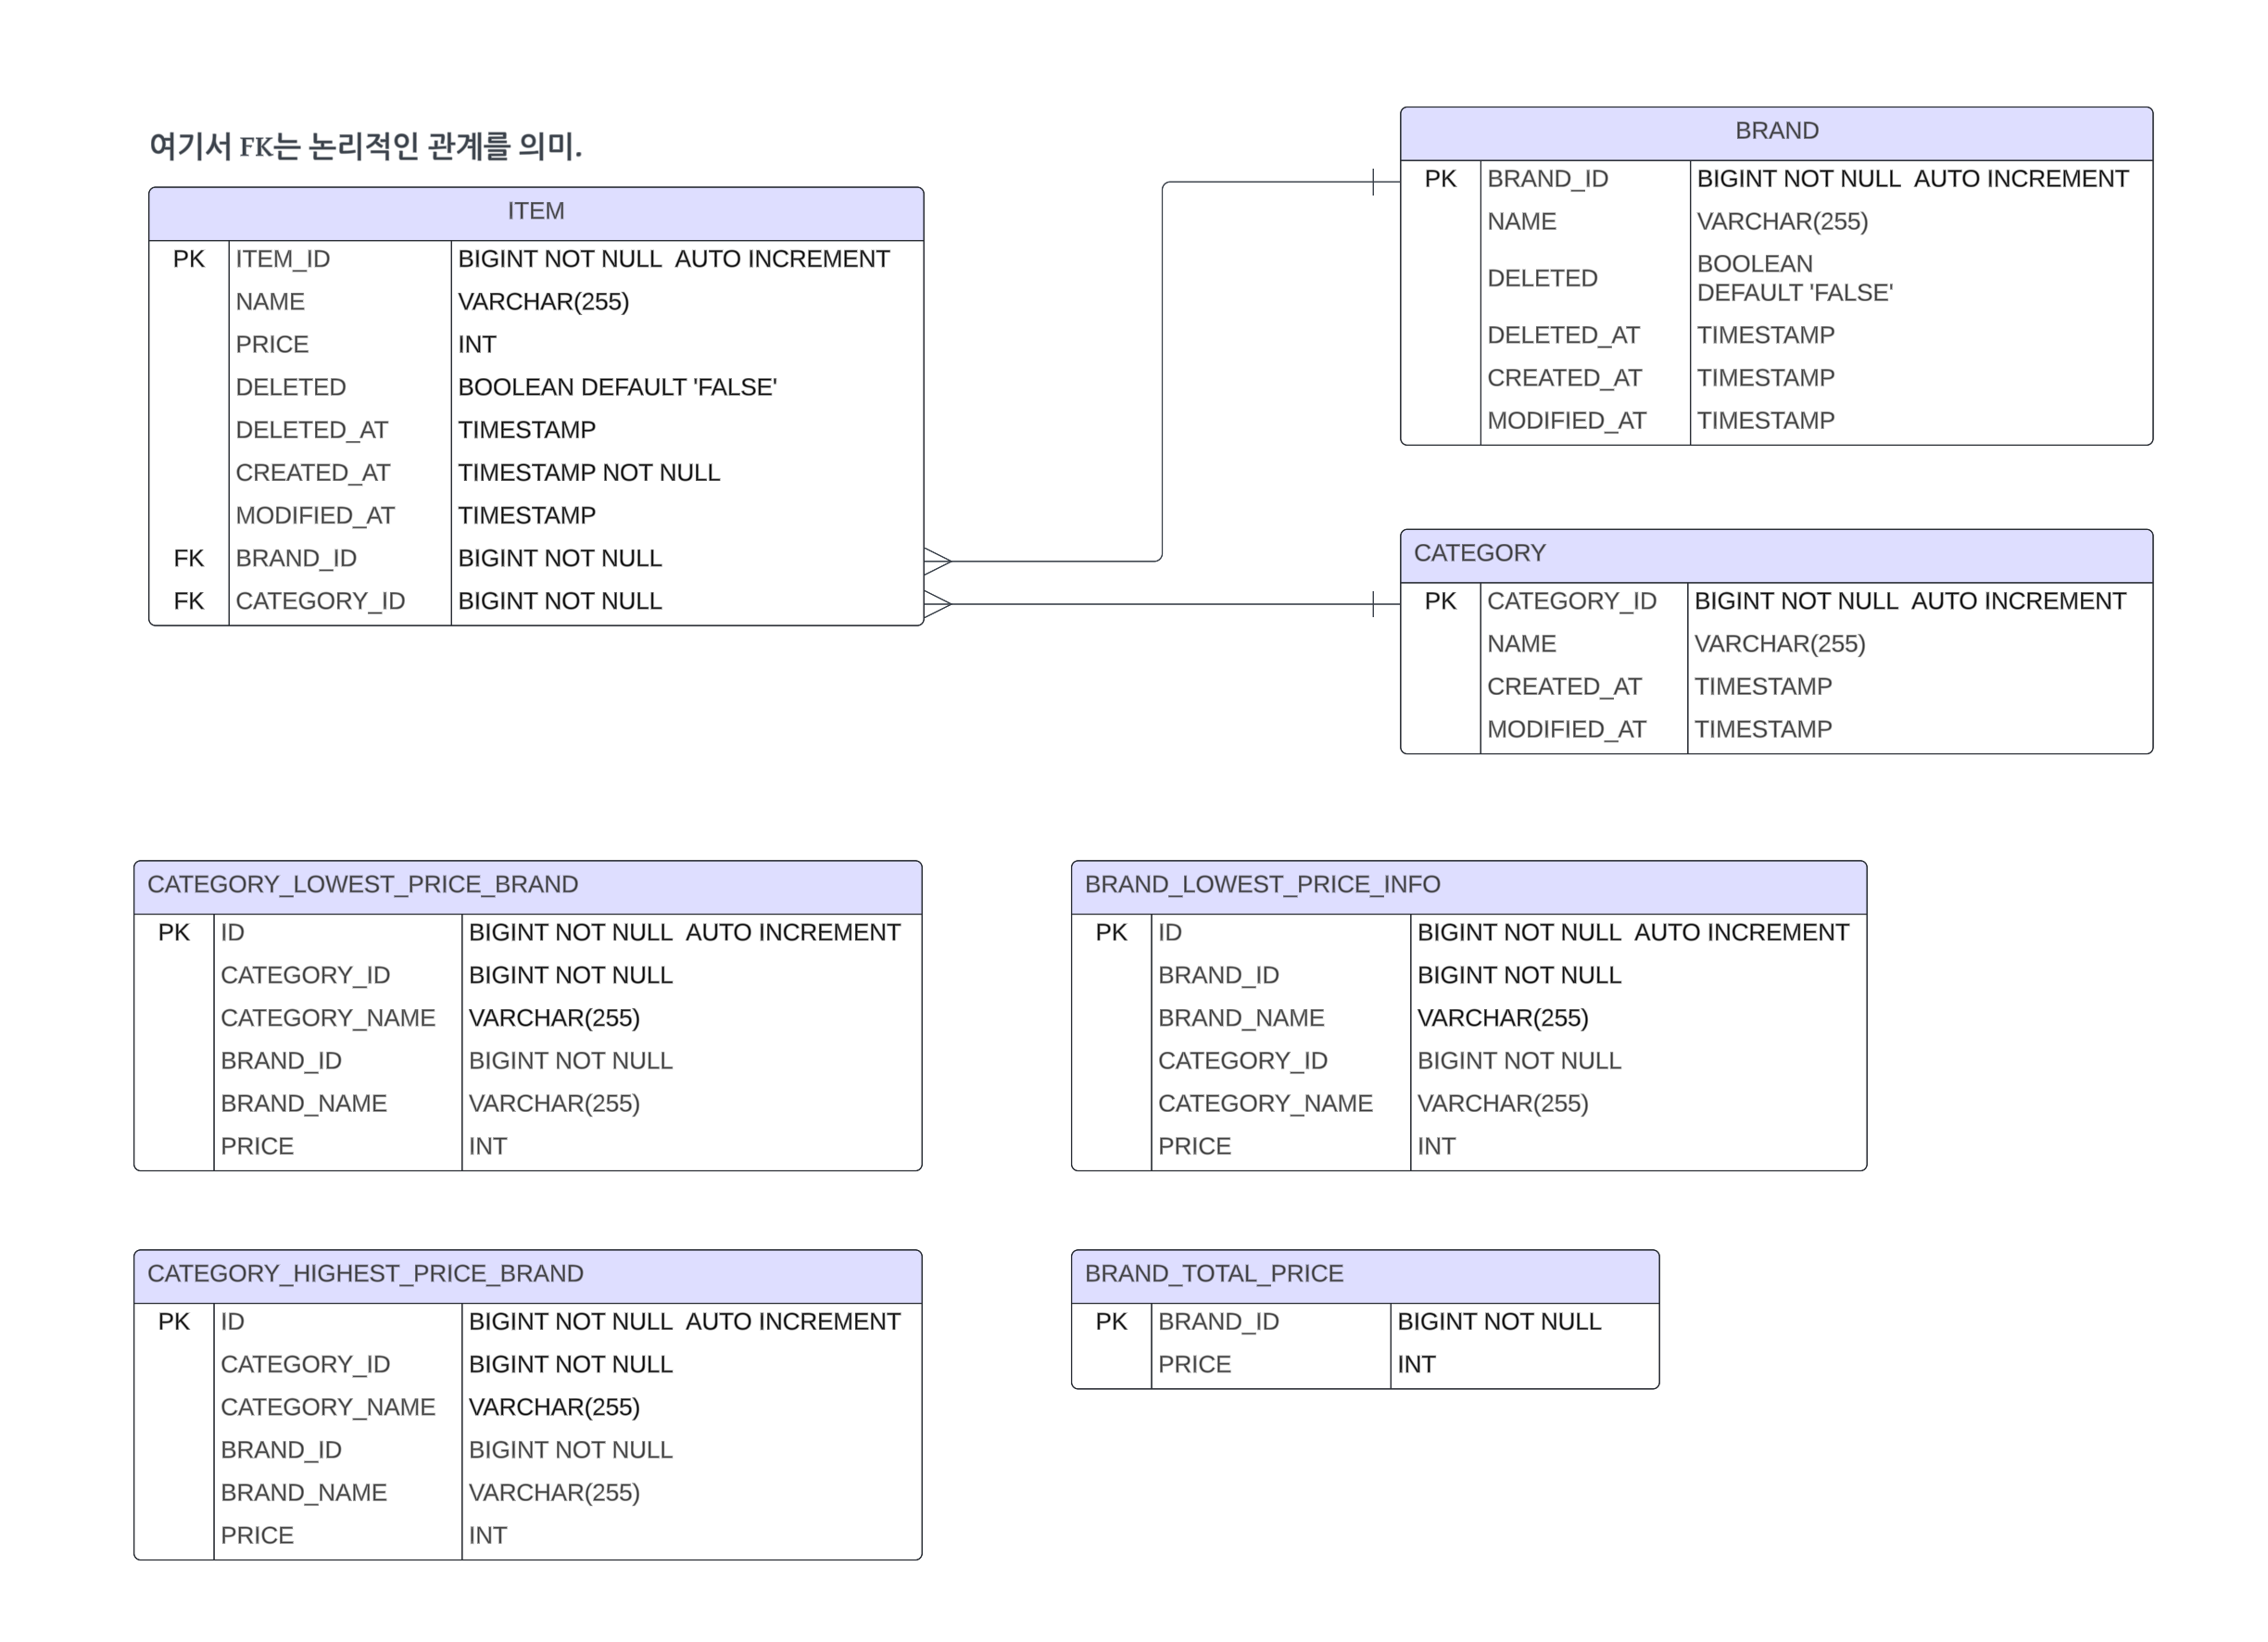 여기서 FK는 논리적인 관계를 의미.
ITEM
PK ITEM_ID BIGINT NOT NULL  AUTO INCREMENT
NAME VARCHAR(255)
PRICE INT
DELETED BOOLEAN DEFAULT 'FALSE'
DELETED_AT TIMESTAMP
CREATED_AT TIMESTAMP NOT NULL
MODIFIED_AT TIMESTAMP
FK BRAND_ID BIGINT NOT NULL
FK CATEGORY_ID BIGINT NOT NULL
BRAND
PK BRAND_ID BIGINT NOT NULL  AUTO INCREMENT
NAME VARCHAR(255)
DELETED BOOLEAN
DEFAULT 'FALSE'
DELETED_AT TIMESTAMP
CREATED_AT TIMESTAMP
MODIFIED_AT TIMESTAMP
CATEGORY
PK CATEGORY_ID BIGINT NOT NULL  AUTO INCREMENT
NAME VARCHAR(255)
CREATED_AT TIMESTAMP
MODIFIED_AT TIMESTAMP
CATEGORY_LOWEST_PRICE_BRAND
PK ID BIGINT NOT NULL  AUTO INCREMENT
CATEGORY_ID BIGINT NOT NULL
CATEGORY_NAME VARCHAR(255)
BRAND_ID BIGINT NOT NULL
BRAND_NAME VARCHAR(255)
PRICE INT
BRAND_LOWEST_PRICE_INFO
PK ID BIGINT NOT NULL  AUTO INCREMENT
BRAND_ID BIGINT NOT NULL
BRAND_NAME VARCHAR(255)
CATEGORY_ID BIGINT NOT NULL
CATEGORY_NAME VARCHAR(255)
PRICE INT
CATEGORY_HIGHEST_PRICE_BRAND
PK ID BIGINT NOT NULL  AUTO INCREMENT
CATEGORY_ID BIGINT NOT NULL
CATEGORY_NAME VARCHAR(255)
BRAND_ID BIGINT NOT NULL
BRAND_NAME VARCHAR(255)
PRICE INT
BRAND_TOTAL_PRICE
PK BRAND_ID BIGINT NOT NULL
PRICE INT